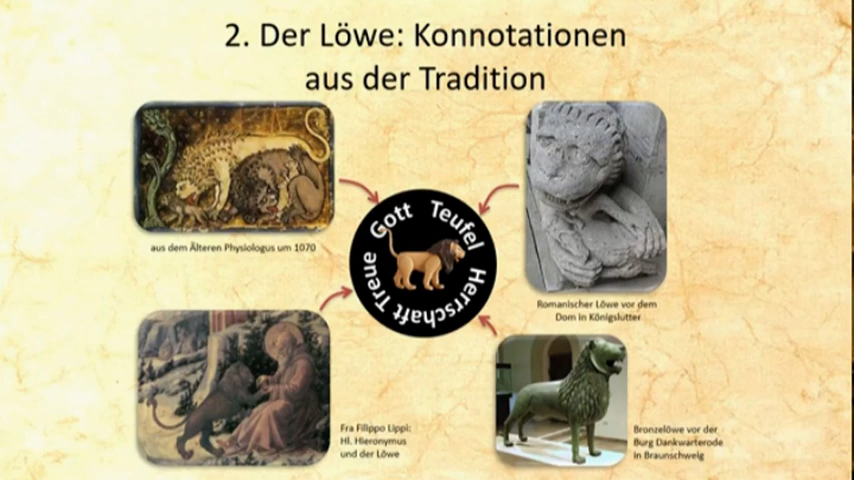 2. Der Löwe: Konnotationen
aus der Tradition
aus dem Älteren Physiologus um 1070
Gott Teufel Herrschaft Treue
Romanischer Löwe vor dem
Dom in Königslutter
Fra Filippo Lippi:
Hl. Hieronymus
und der Löwe
Bronzelöwe vor der
Burg Dankwarterode
in Braunschweig